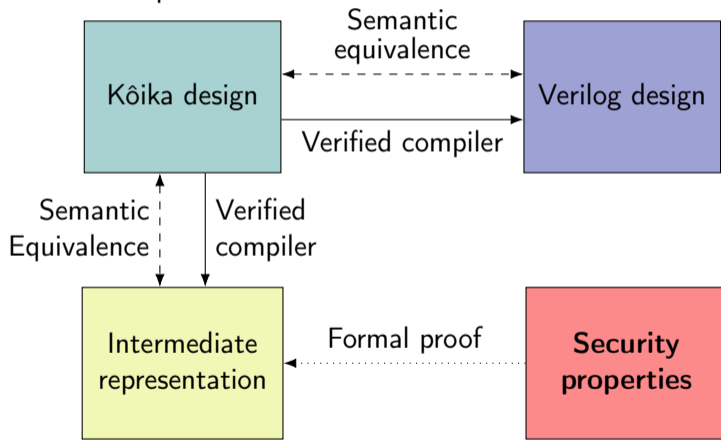 Semantic
equivalence
Kôika design
Verilog design
Verified compiler
Semantic
Equivalence
Verified
compiler
Intermediate
representation
Formal proof
Security
properties